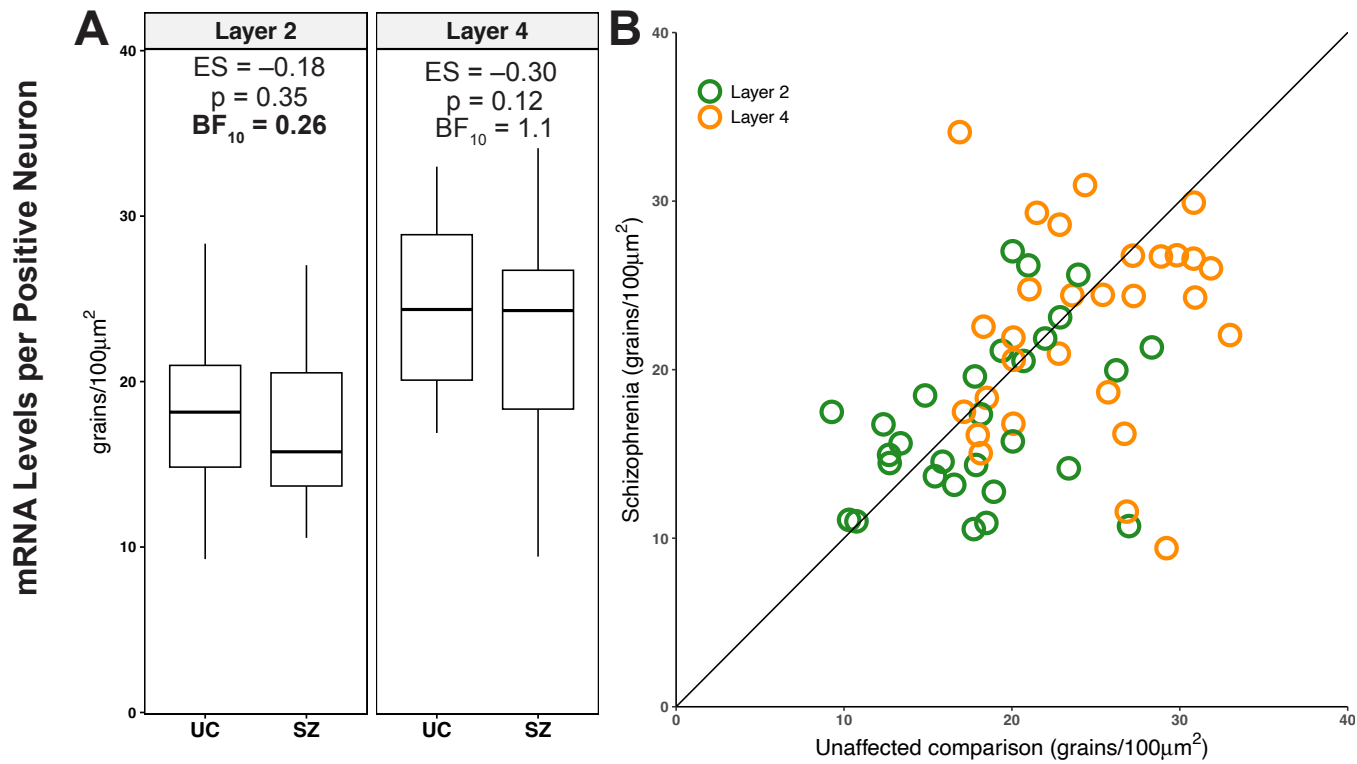 A
mRNA Levels per Positive Neuron
grains/100μm²
Layer 2
ES = –0.18
p = 0.35
BF₁₀ = 0.26
Layer 4
ES = –0.30
p = 0.12
BF₁₀ = 1.1
40
30
20
10
0
UC SZ
UC SZ
B
Layer 2
Layer 4
Schizophrenia (grains/100μm²)
40
30
20
10
0
0 10 20 30 40
Unaffected comparison (grains/100μm²)